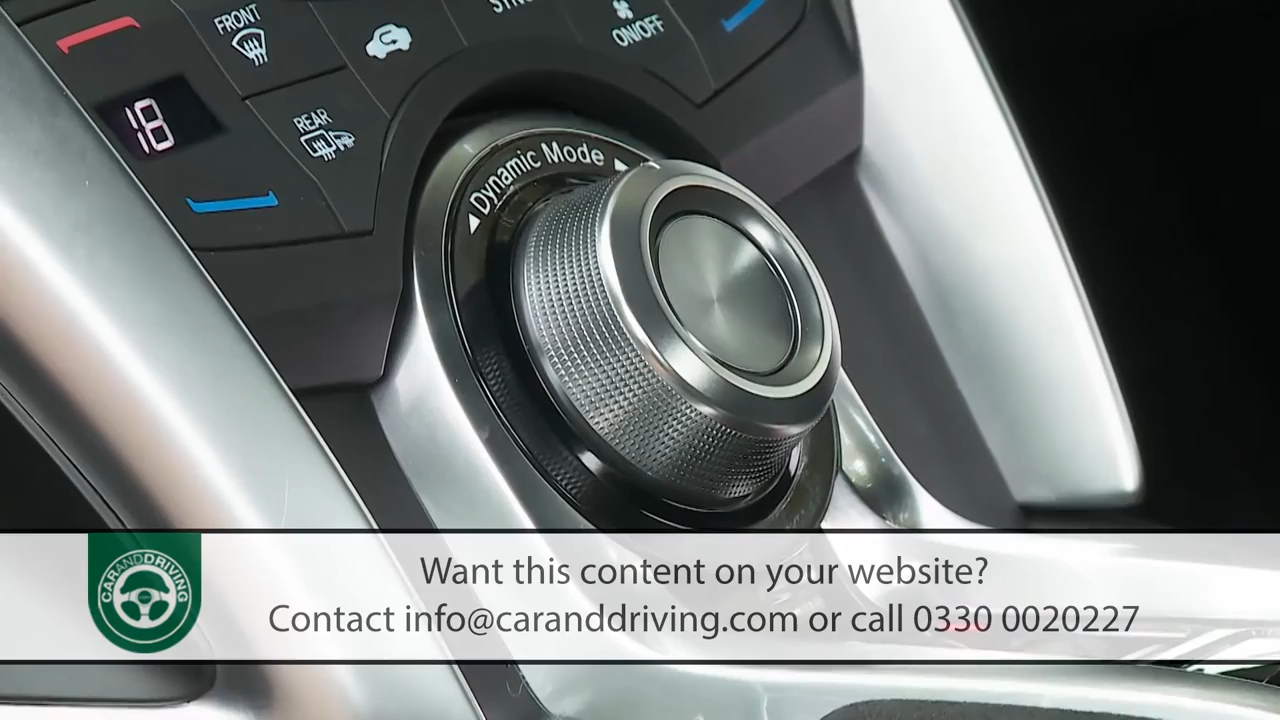 FRONT
SYNC
ON/OFF
18
REAR
Dynamic Mode
CARANDDRIVING
Want this content on your website?
Contact info@caranddriving.com or call 0330 0020227